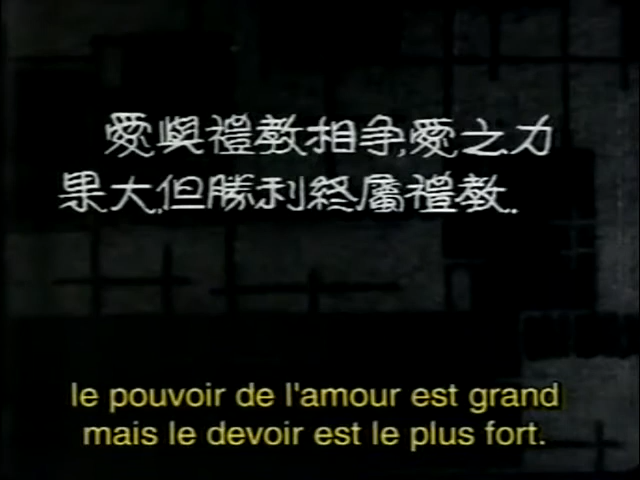 愛與禮教相争,愛之力
果大,但勝利終屬禮教.
le pouvoir de l'amour est grand
mais le devoir est le plus fort.